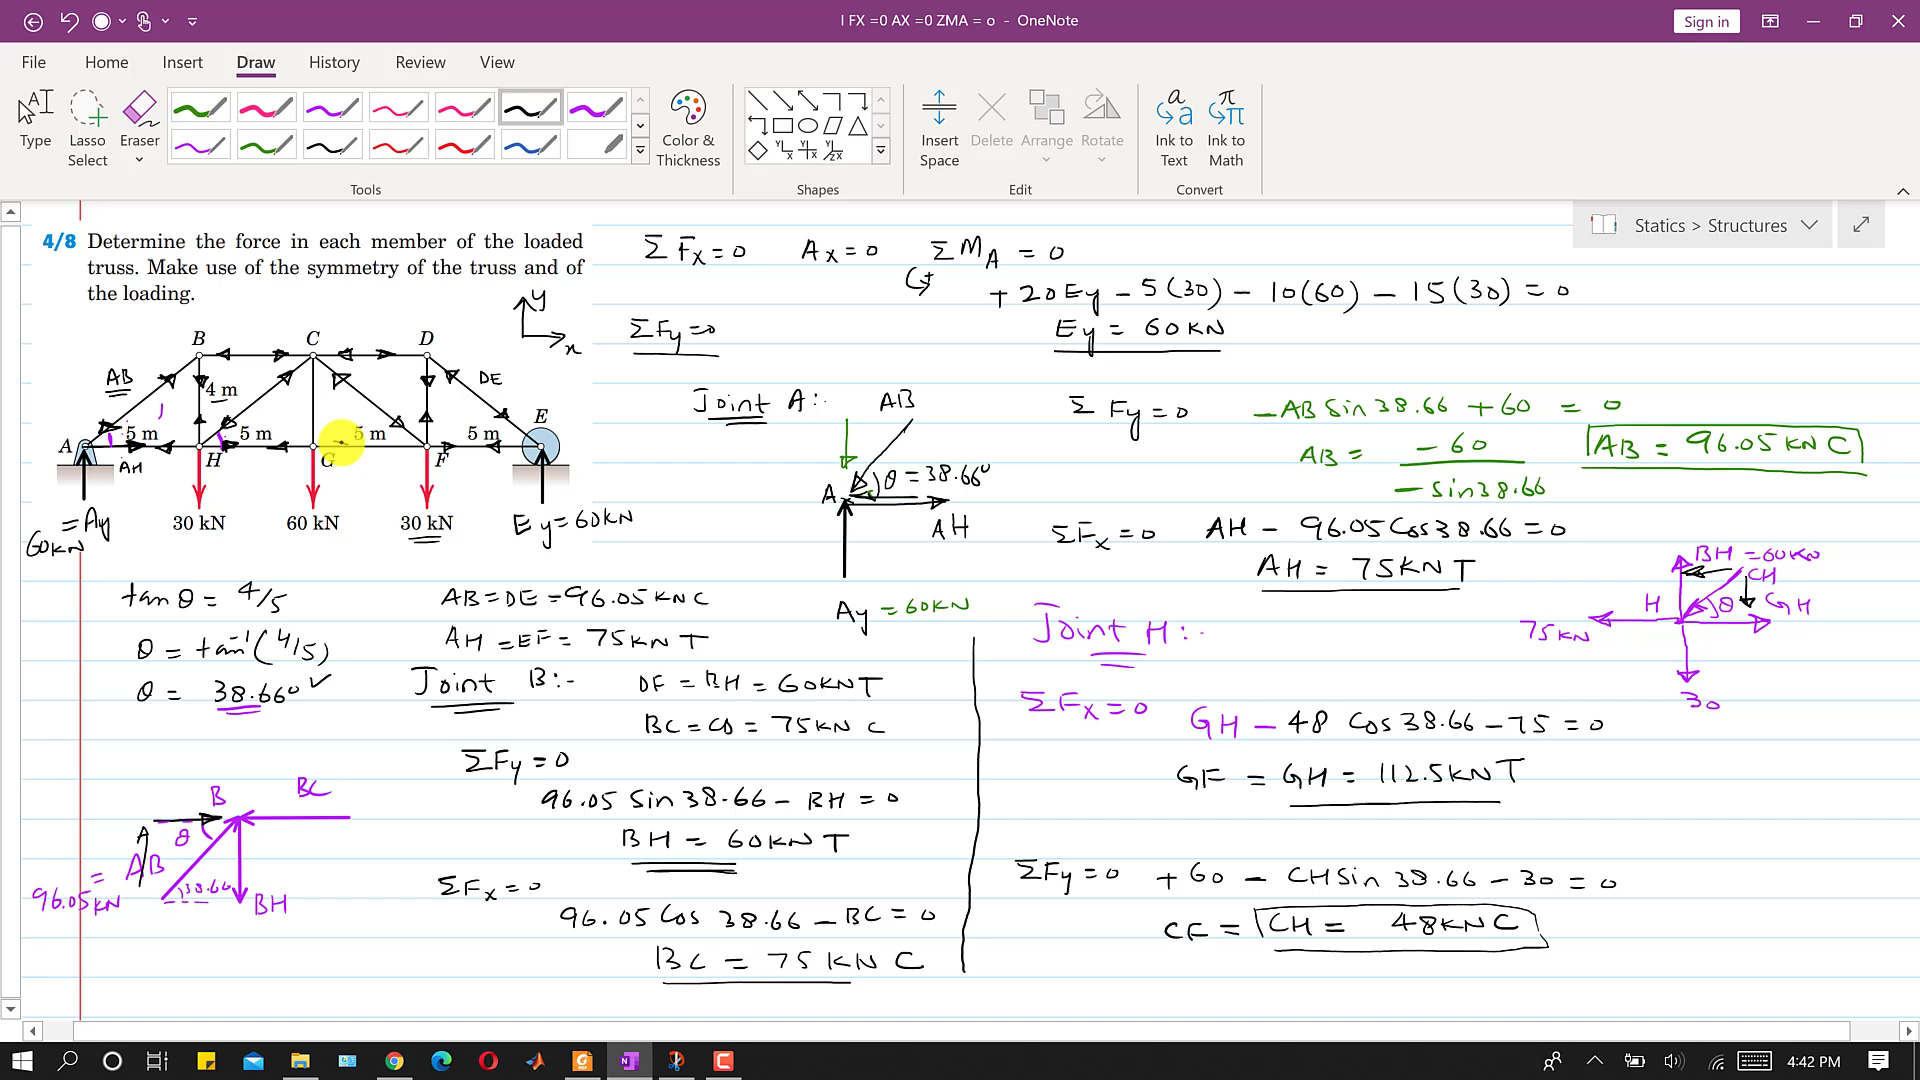 I FX =0 AX =0 ZMA = o - OneNote
Sign in
File Home Insert Draw History Review View
Type
Lasso Select
Eraser
Color & Thickness
Insert Space
Delete
Arrange
Rotate
Ink to Text
Ink to Math
Tools
Shapes
Edit
Convert
Statics > Structures
4/8 Determine the force in each member of the loaded
truss. Make use of the symmetry of the truss and of
the loading.
y
x
B C D
AB
4 m
DE
E
A 5 m 5 m 5 m 5 m
AH H G F
30 kN 60 kN 30 kN
= Ay
60KN
Ey=60KN
tanθ = 4/5
θ = tan⁻¹(4/5)
θ = 38.660 ✓
B BC
A θ
= AB
96.05KN 38.66 BH
ΣFx=0 Ax=0 ΣMA = 0
+ 20Ey - 5(30) - 10(60) - 15(30) = 0
ΣFy=0 Ey = 60KN
Joint A:- AB
θ = 38.66°
A
AH
Ay = 60KN
ΣFy=0 -AB Sin 38.66 + 60 = 0
AB = -60 / -Sin38.66
AB = 96.05 KN C
ΣFx=0 AH - 96.05 Cos38.66 = 0
AH = 75KN T
AB=DE=96.05 KN C
AH = EF = 75KN T
Joint B:- DF = BH = 60KNT
BC=CD = 75KN C
ΣFy = 0
96.05 Sin 38.66 - BH = 0
BH = 60KN T
ΣFx=0
96.05 Cos 38.66 - BC = 0
BC = 75 KN C
Joint H:-
BH =60KN
CH
H θ GH
75KN
30
ΣFx=0 GH - 48 Cos38.66 - 75 = 0
GF = GH = 112.5KN T
ΣFy=0 +60 - CHSin 38.66 - 30 = 0
CF = CH = 48KN C
4:42 PM